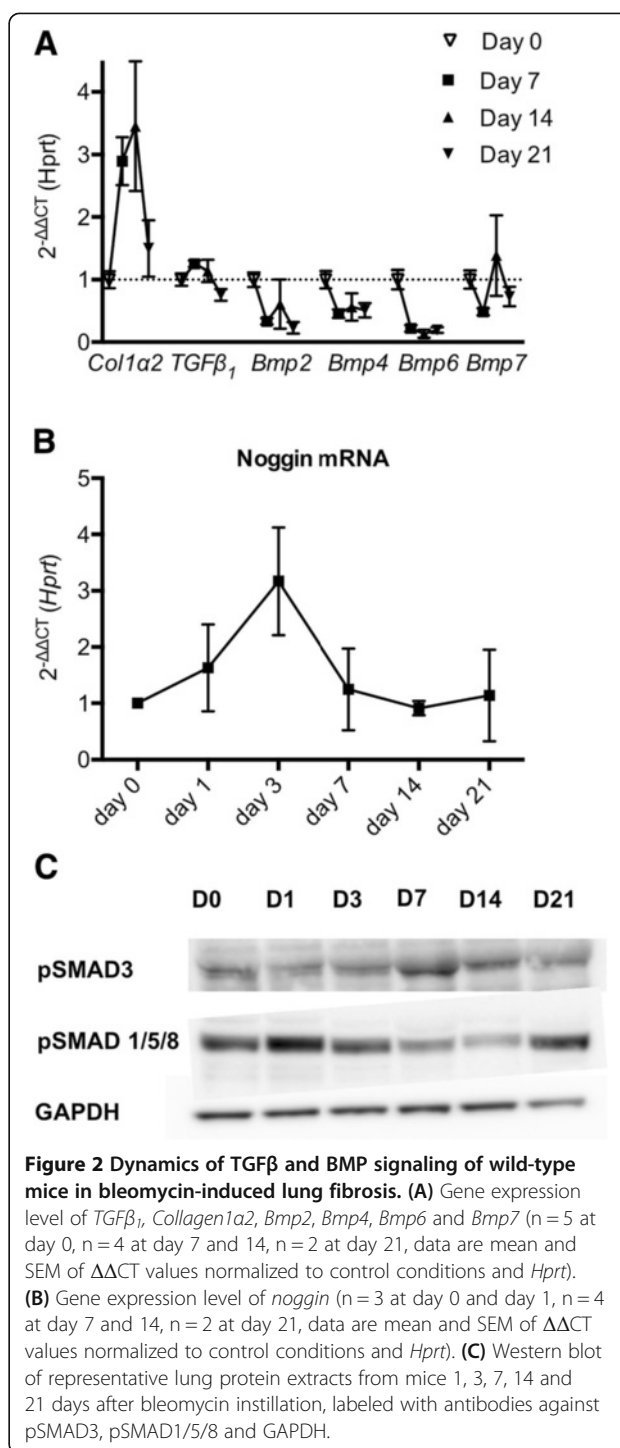 A
Day 0
Day 7
Day 14
Day 21
2-ΔΔCT (Hprt)
4
3
2
1
0
Col1α2 TGFβ1 Bmp2 Bmp4 Bmp6 Bmp7
B
Noggin mRNA
2-ΔΔCT (Hprt)
5
4
3
2
1
0
day 0 day 1 day 3 day 7 day 14 day 21
C
D0 D1 D3 D7 D14 D21
pSMAD3
pSMAD 1/5/8
GAPDH
Figure 2 Dynamics of TGFβ and BMP signaling of wild-type
mice in bleomycin-induced lung fibrosis. (A) Gene expression
level of TGFβ1, Collagen1α2, Bmp2, Bmp4, Bmp6 and Bmp7 (n = 5 at
day 0, n = 4 at day 7 and 14, n = 2 at day 21, data are mean and
SEM of ΔΔCT values normalized to control conditions and Hprt).
(B) Gene expression level of noggin (n = 3 at day 0 and day 1, n = 4
at day 7 and 14, n = 2 at day 21, data are mean and SEM of ΔΔCT
values normalized to control conditions and Hprt). (C) Western blot
of representative lung protein extracts from mice 1, 3, 7, 14 and
21 days after bleomycin instillation, labeled with antibodies against
pSMAD3, pSMAD1/5/8 and GAPDH.